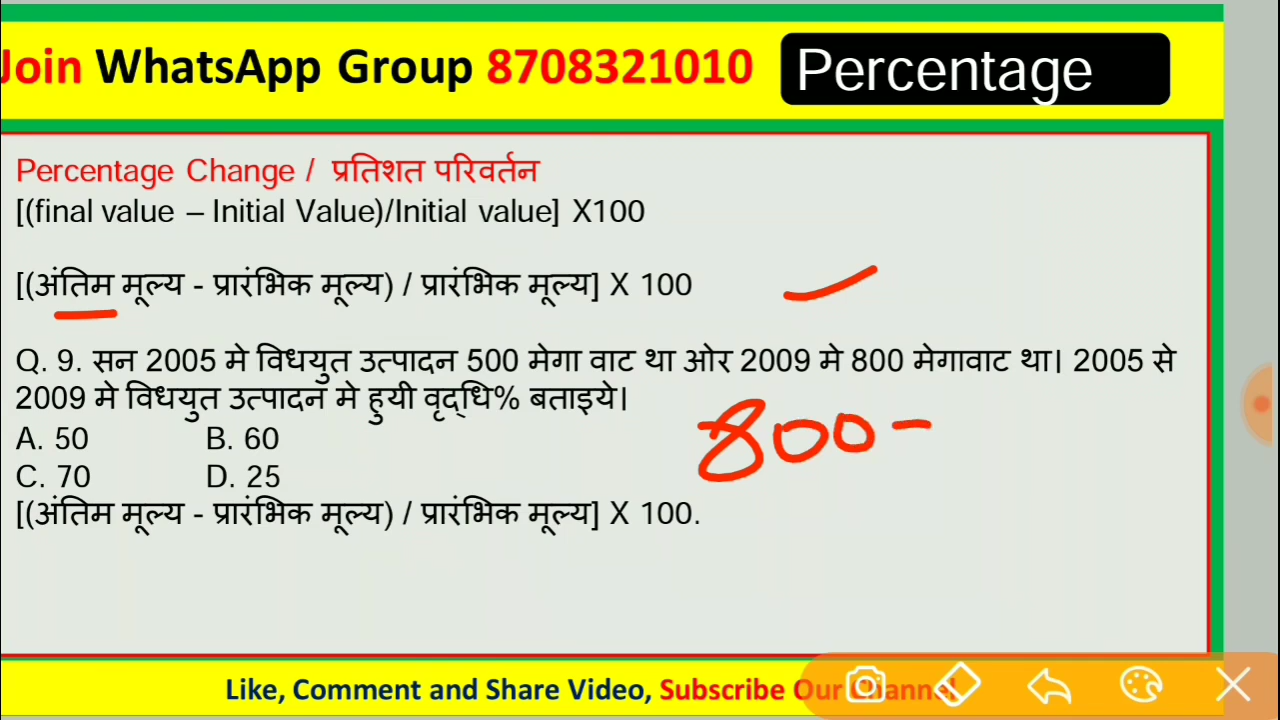 Join WhatsApp Group 8708321010
Percentage
Percentage Change / प्रतिशत परिवर्तन
[(final value – Initial Value)/Initial value] X100
[(अंतिम मूल्य - प्रारंभिक मूल्य) / प्रारंभिक मूल्य] X 100
Q. 9. सन 2005 मे विधयुत उत्पादन 500 मेगा वाट था ओर 2009 मे 800 मेगावाट था। 2005 से
2009 मे विधयुत उत्पादन मे हुयी वृद्धि% बताइये।
800 -
A. 50 B. 60
C. 70 D. 25
[(अंतिम मूल्य - प्रारंभिक मूल्य) / प्रारंभिक मूल्य] X 100.
Like, Comment and Share Video, Subscribe Our Channel